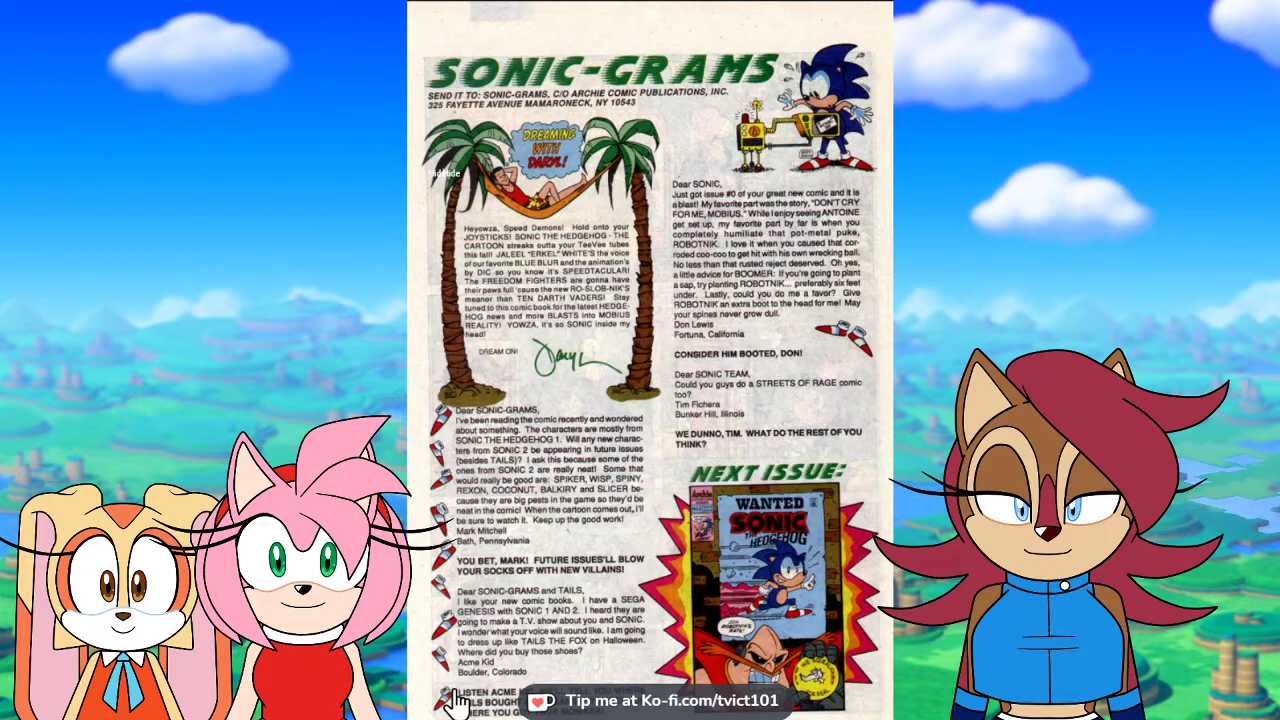 SONIC-GRAMS
SEND IT TO: SONIC-GRAMS, C/O ARCHIE COMIC PUBLICATIONS, INC.
325 FAYETTE AVENUE MAMARONECK, NY 10543
DREAMING
WITH
DARYL!
Heyowza, Speed Demons! Hold onto your
JOYSTICKS! SONIC THE HEDGEHOG - THE
CARTOON streaks outta your TeeVee tubes
this fall! JALEEL "ERKEL" WHITE'S the voice
of our favorite BLUE BLUR and the animation's
by DIC so you know it's SPEEDTACULAR!
The FREEDOM FIGHTERS are gonna have
their paws full 'cause the new RO-SLOB-NIK'S
meaner than TEN DARTH VADERS! Stay
tuned to this comic book for the latest HEDGE-
HOG news and more BLASTS into MOBIUS
REALITY! YOWZA, it's so SONIC inside my
head!
DREAM ON!
Daryl
Dear SONIC-GRAMS,
I've been reading the comic recently and wondered
about something. The characters are mostly from
SONIC THE HEDGEHOG 1. Will any new charac-
ters from SONIC 2 be appearing in future issues
(besides TAILS)? I ask this because some of the
ones from SONIC 2 are really neat! Some that
would really be good are: SPIKER, WISP, SPINY,
REXON, COCONUT, BALKIRY and SLICER be-
cause they are big pests in the game so they'd be
neat in the comic! When the cartoon comes out, I'll
be sure to watch it. Keep up the good work!
Mark Mitchell
Bath, Pennsylvania
YOU BET, MARK! FUTURE ISSUES'LL BLOW
YOUR SOCKS OFF WITH NEW VILLAINS!
Dear SONIC-GRAMS and TAILS,
I like your new comic books. I have a SEGA
GENESIS with SONIC 1 AND 2. I heard they are
going to make a T.V. show about you and SONIC.
I wonder what your voice will sound like. I am going
to dress up like TAILS THE FOX on Halloween.
Where did you buy those shoes?
Acme Kid
Boulder, Colorado
LISTEN ACME
Dear SONIC,
Just got issue #0 of your great new comic and it is
a blast! My favorite part was the story, "DON'T CRY
FOR ME, MOBIUS." While I enjoy seeing ANTOINE
get set up, my favorite part by far is when you
completely humiliate that pot-metal puke,
ROBOTNIK. I love it when you caused that cor-
roded coo-coo to get hit with his own wrecking ball.
No less than that rusted reject deserved. Oh yes,
a little advice for BOOMER: If you're going to plant
a sap, try planting ROBOTNIK... preferably six feet
under. Lastly, could you do me a favor? Give
ROBOTNIK an extra boot to the head for me! May
your spines never grow dull.
Don Lewis
Fortuna, California
CONSIDER HIM BOOTED, DON!
Dear SONIC TEAM,
Could you guys do a STREETS OF RAGE comic
too?
Tim Fichera
Bunker Hill, Illinois
WE DUNNO, TIM. WHAT DO THE REST OF YOU
THINK?
NEXT ISSUE:
Archie
WANTED
SONIC
THE
HEDGEHOG
Tip me at Ko-fi.com/tvict101